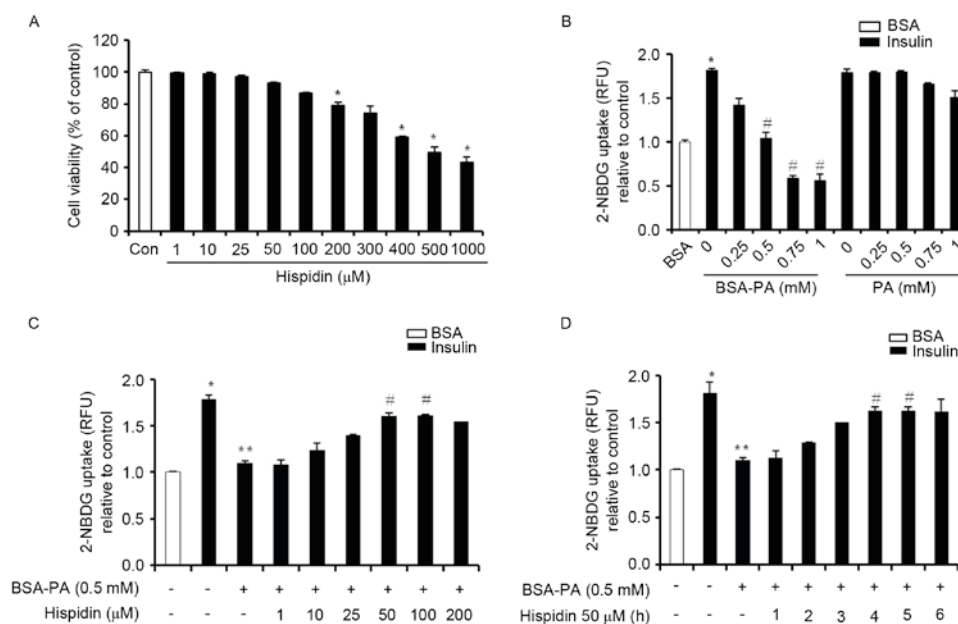 A
Cell viability (% of control)
120
100
80
60
40
20
0
*
*
*
*
Con 1 10 25 50 100 200 300 400 500 1000
Hispidin (μM)
B
BSA
Insulin
2-NBDG uptake (RFU)
relative to control
2.0
1.5
1.0
0.5
0.0
*
#
#
#
BSA 0 0.25 0.5 0.75 1 0 0.25 0.5 0.75 1
BSA-PA (mM) PA (mM)
C
BSA
Insulin
2-NBDG uptake (RFU)
relative to control
2.0
1.5
1.0
0.5
0.0
*
**
#
#
BSA-PA (0.5 mM) - - + + + + + + +
Hispidin (μM) - - - 1 10 25 50 100 200
D
BSA
Insulin
2-NBDG uptake (RFU)
relative to control
2.0
1.5
1.0
0.5
0.0
*
**
#
#
BSA-PA (0.5 mM) - - + + + + + + +
Hispidin 50 μM (h) - - - 1 2 3 4 5 6